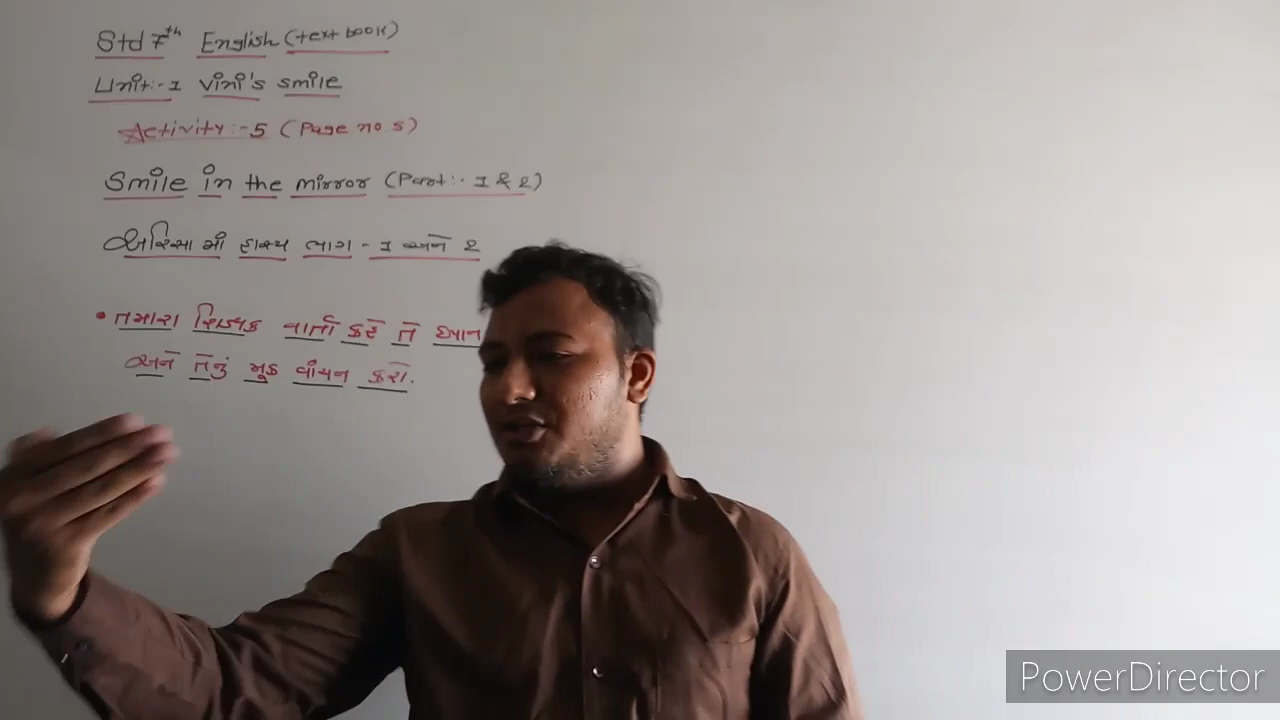 Std 7th English (text book)
Unit:-1 Vini's smile
Activity:-5 (Page no. 5)
Smile in the mirror (Part:- 1 & 2)
અરિસા માં હાસ્ય ભાગ - 1 અને 2
• તમારા શિક્ષક વાર્તા કહે તે ધ્યાન
અને તેનું મૂક વાંચન કરો.
PowerDirector